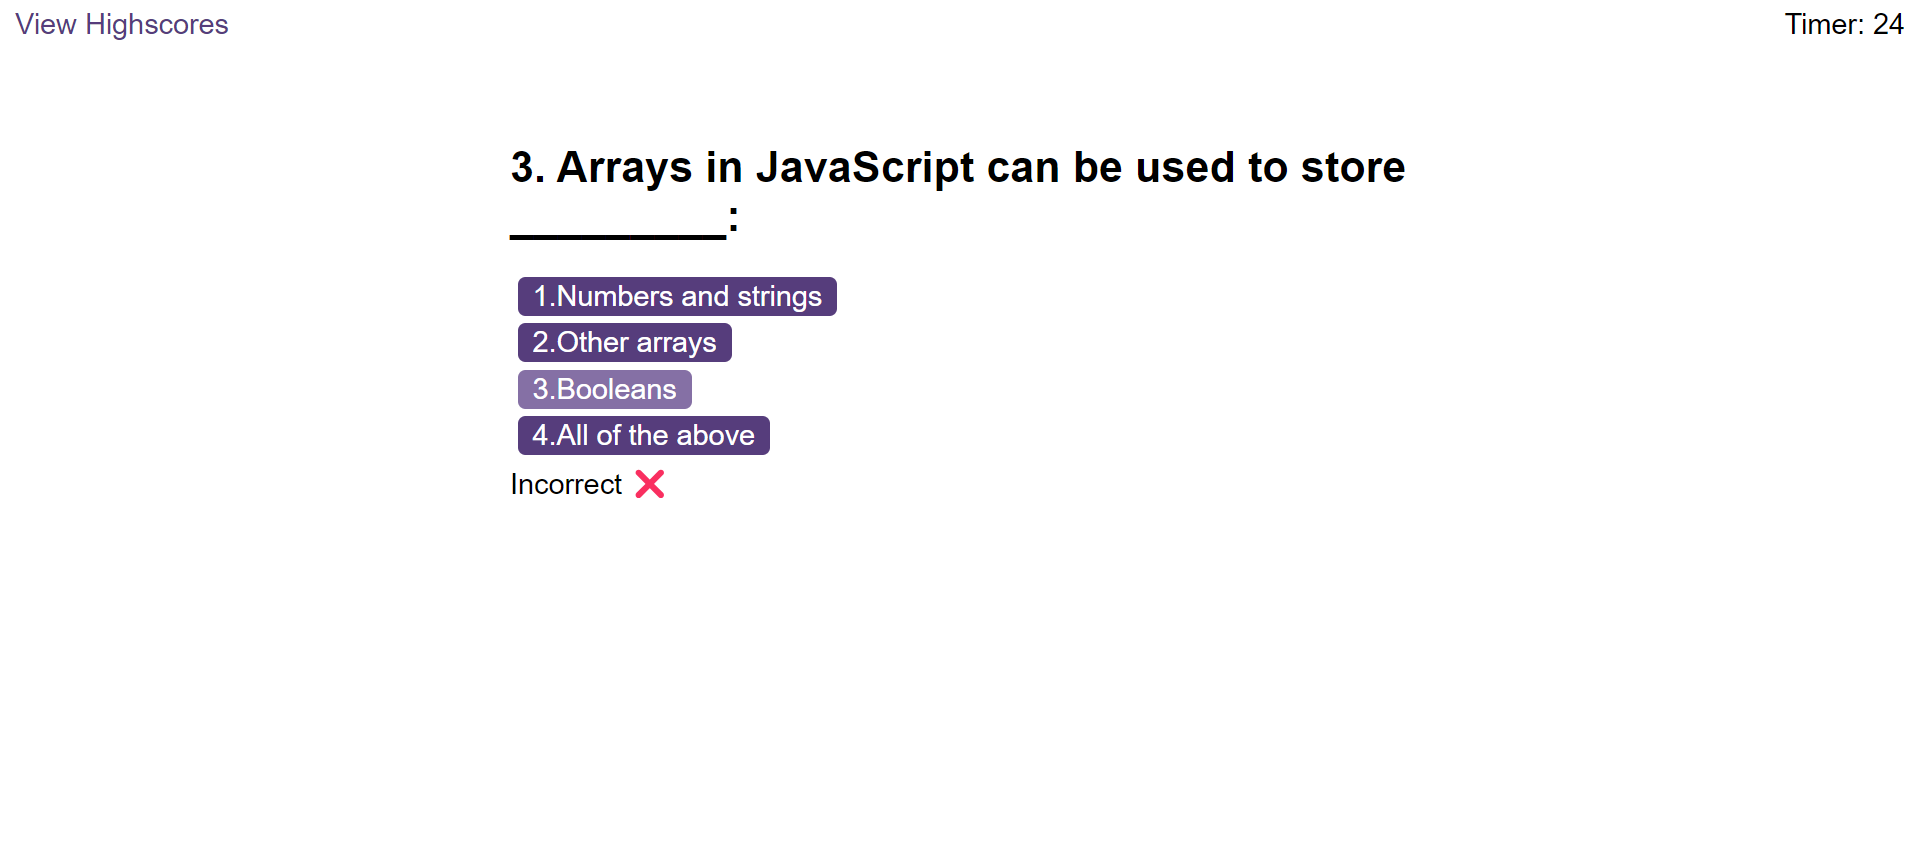 View Highscores
Timer: 24
3. Arrays in JavaScript can be used to store
_________:
1.Numbers and strings
2.Other arrays
3.Booleans
4.All of the above
Incorrect ❌